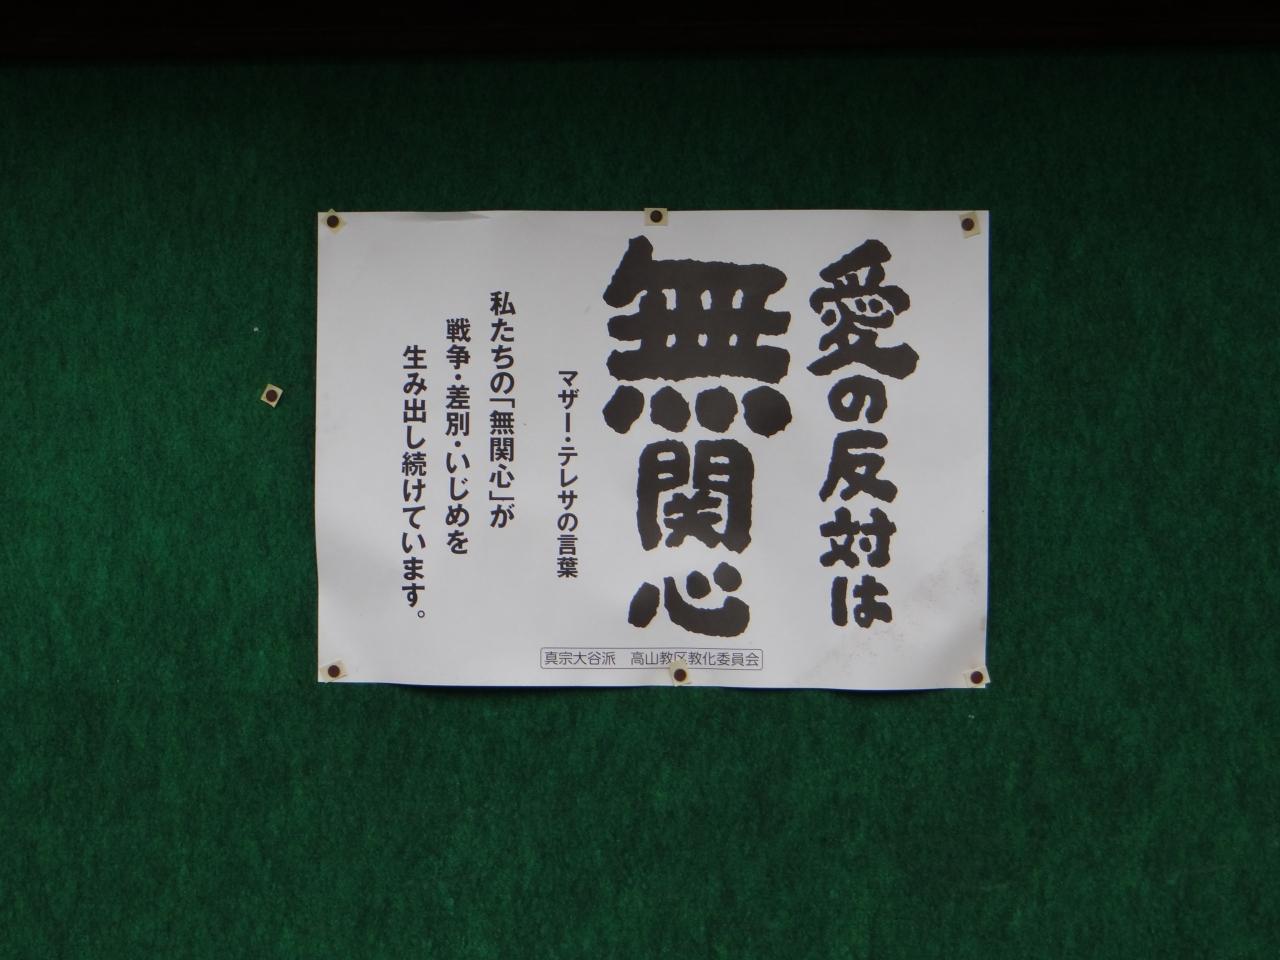 愛の反対は
無関心
マザー・テレサの言葉
私たちの「無関心」が
戦争・差別・いじめを
生み出し続けています。
真宗大谷派　高山教区教化委員会